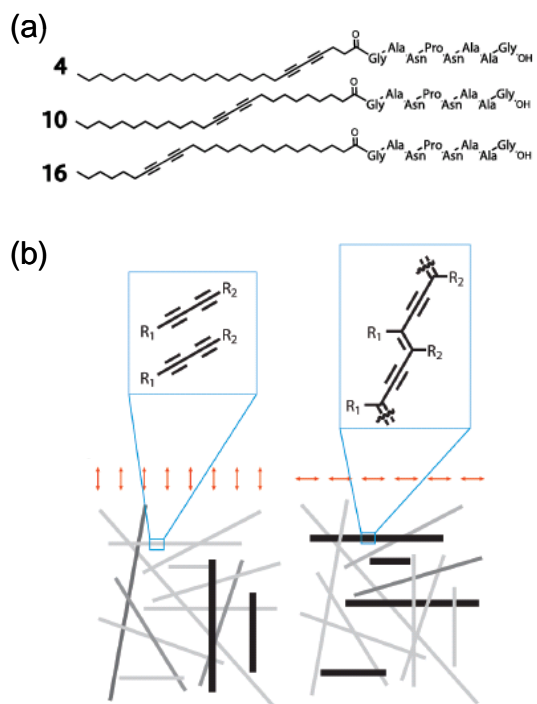 (a)
4
O
Gly Ala Asn Pro Asn Ala Ala Gly OH
10
O
Gly Ala Asn Pro Asn Ala Ala Gly OH
16
O
Gly Ala Asn Pro Asn Ala Ala Gly OH
(b)
R2
R1
R2
R1
R2
R1
R2
R1